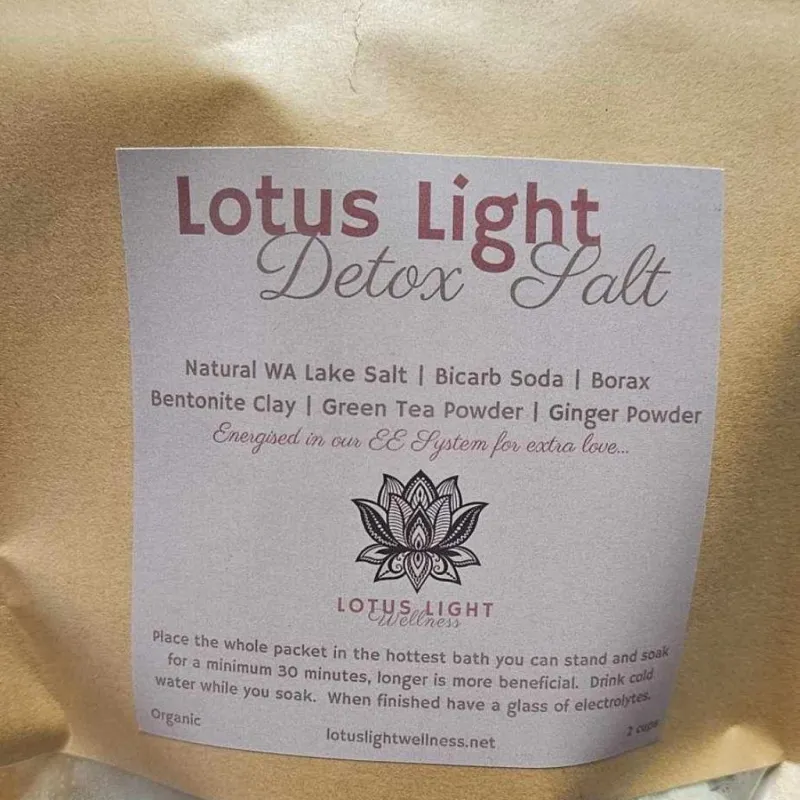 Lotus Light
Detox Salt
Natural WA Lake Salt | Bicarb Soda | Borax
Bentonite Clay | Green Tea Powder | Ginger Powder
Energised in our EE System for extra love...
LOTUS LIGHT
Wellness
Place the whole packet in the hottest bath you can stand and soak
for a minimum 30 minutes, longer is more beneficial. Drink cold
water while you soak. When finished have a glass of electrolytes.
Organic
lotuslightwellness.net
2 cups